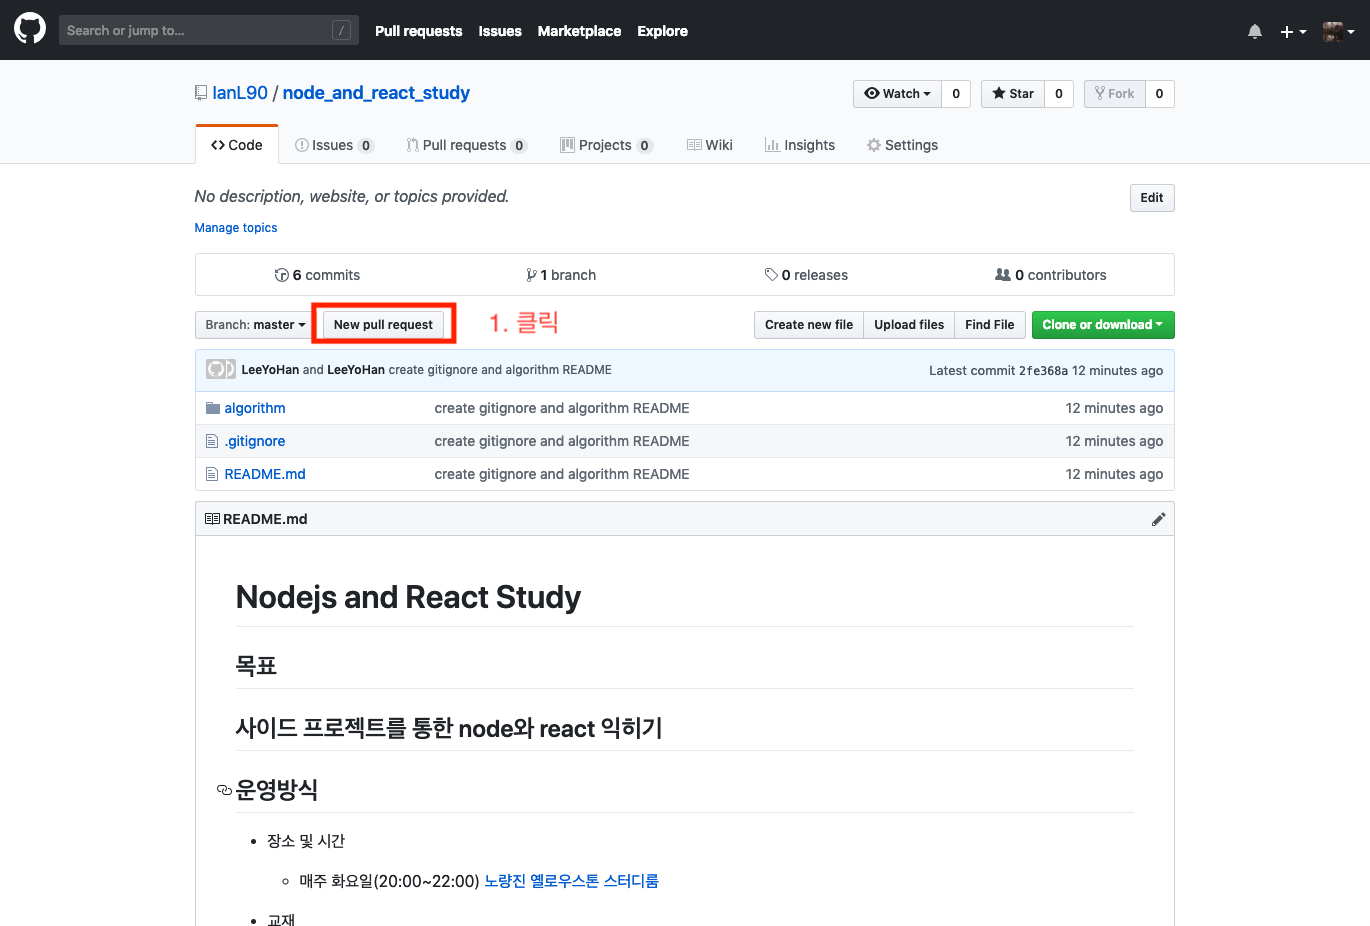 Search or jump to... / Pull requests Issues Marketplace Explore
IanL90 / node_and_react_study Watch 0 Star 0 Fork 0
Code Issues 0 Pull requests 0 Projects 0 Wiki Insights Settings
No description, website, or topics provided. Edit
Manage topics
6 commits 1 branch 0 releases 0 contributors
Branch: master New pull request 1. 클릭 Create new file Upload files Find File Clone or download
LeeYoHan and LeeYoHan create gitignore and algorithm README Latest commit 2fe368a 12 minutes ago
algorithm create gitignore and algorithm README 12 minutes ago
.gitignore create gitignore and algorithm README 12 minutes ago
README.md create gitignore and algorithm README 12 minutes ago
README.md
Nodejs and React Study
목표
사이드 프로젝트를 통한 node와 react 익히기
운영방식
• 장소 및 시간
◦ 매주 화요일(20:00~22:00) 노량진 옐로우스톤 스터디룸
• 교재